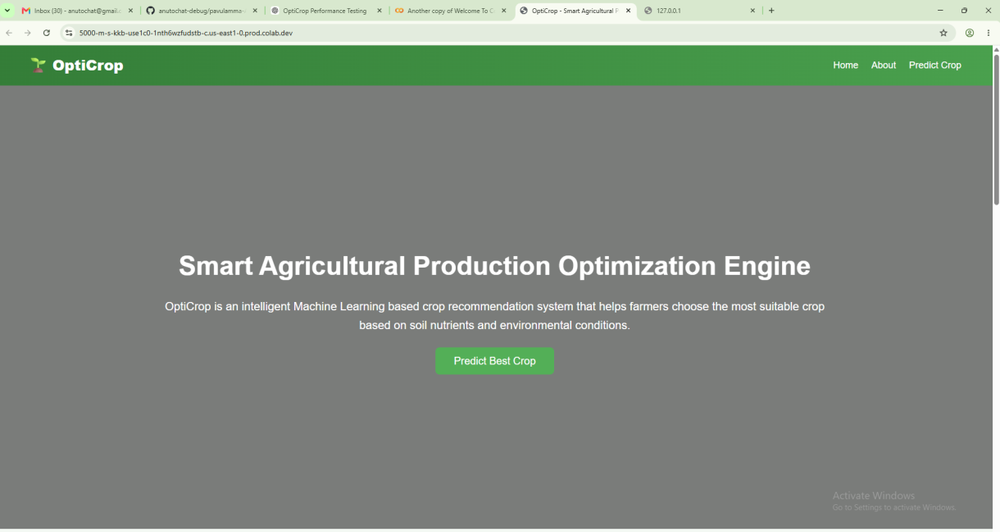 Inbox (30) - anutochat@gmail.c
anutochat-debug/pavulamma-
OptiCrop Performance Testing
Another copy of Welcome To C
OptiCrop - Smart Agricultural P
127.0.0.1
5000-m-s-kkb-use1c0-1nth6wzfudstb-c.us-east1-0.prod.colab.dev
OptiCrop
Home About Predict Crop
Smart Agricultural Production Optimization Engine
OptiCrop is an intelligent Machine Learning based crop recommendation system that helps farmers choose the most suitable crop
based on soil nutrients and environmental conditions.
Predict Best Crop
Activate Windows
Go to Settings to activate Windows.